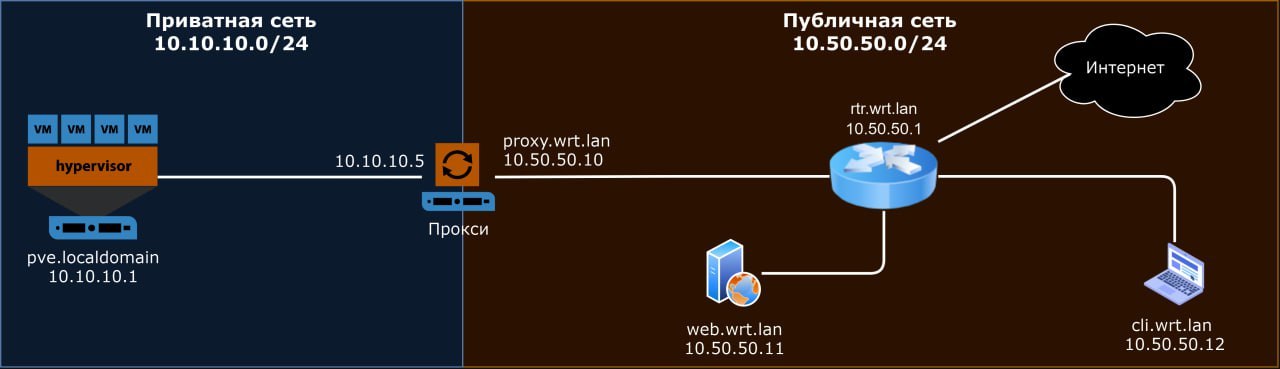 Приватная сеть
10.10.10.0/24
Публичная сеть
10.50.50.0/24
Интернет
rtr.wrt.lan
10.50.50.1
VM VM VM VM
hypervisor
10.10.10.5
proxy.wrt.lan
10.50.50.10
Прокси
pve.localdomain
10.10.10.1
web.wrt.lan
10.50.50.11
cli.wrt.lan
10.50.50.12